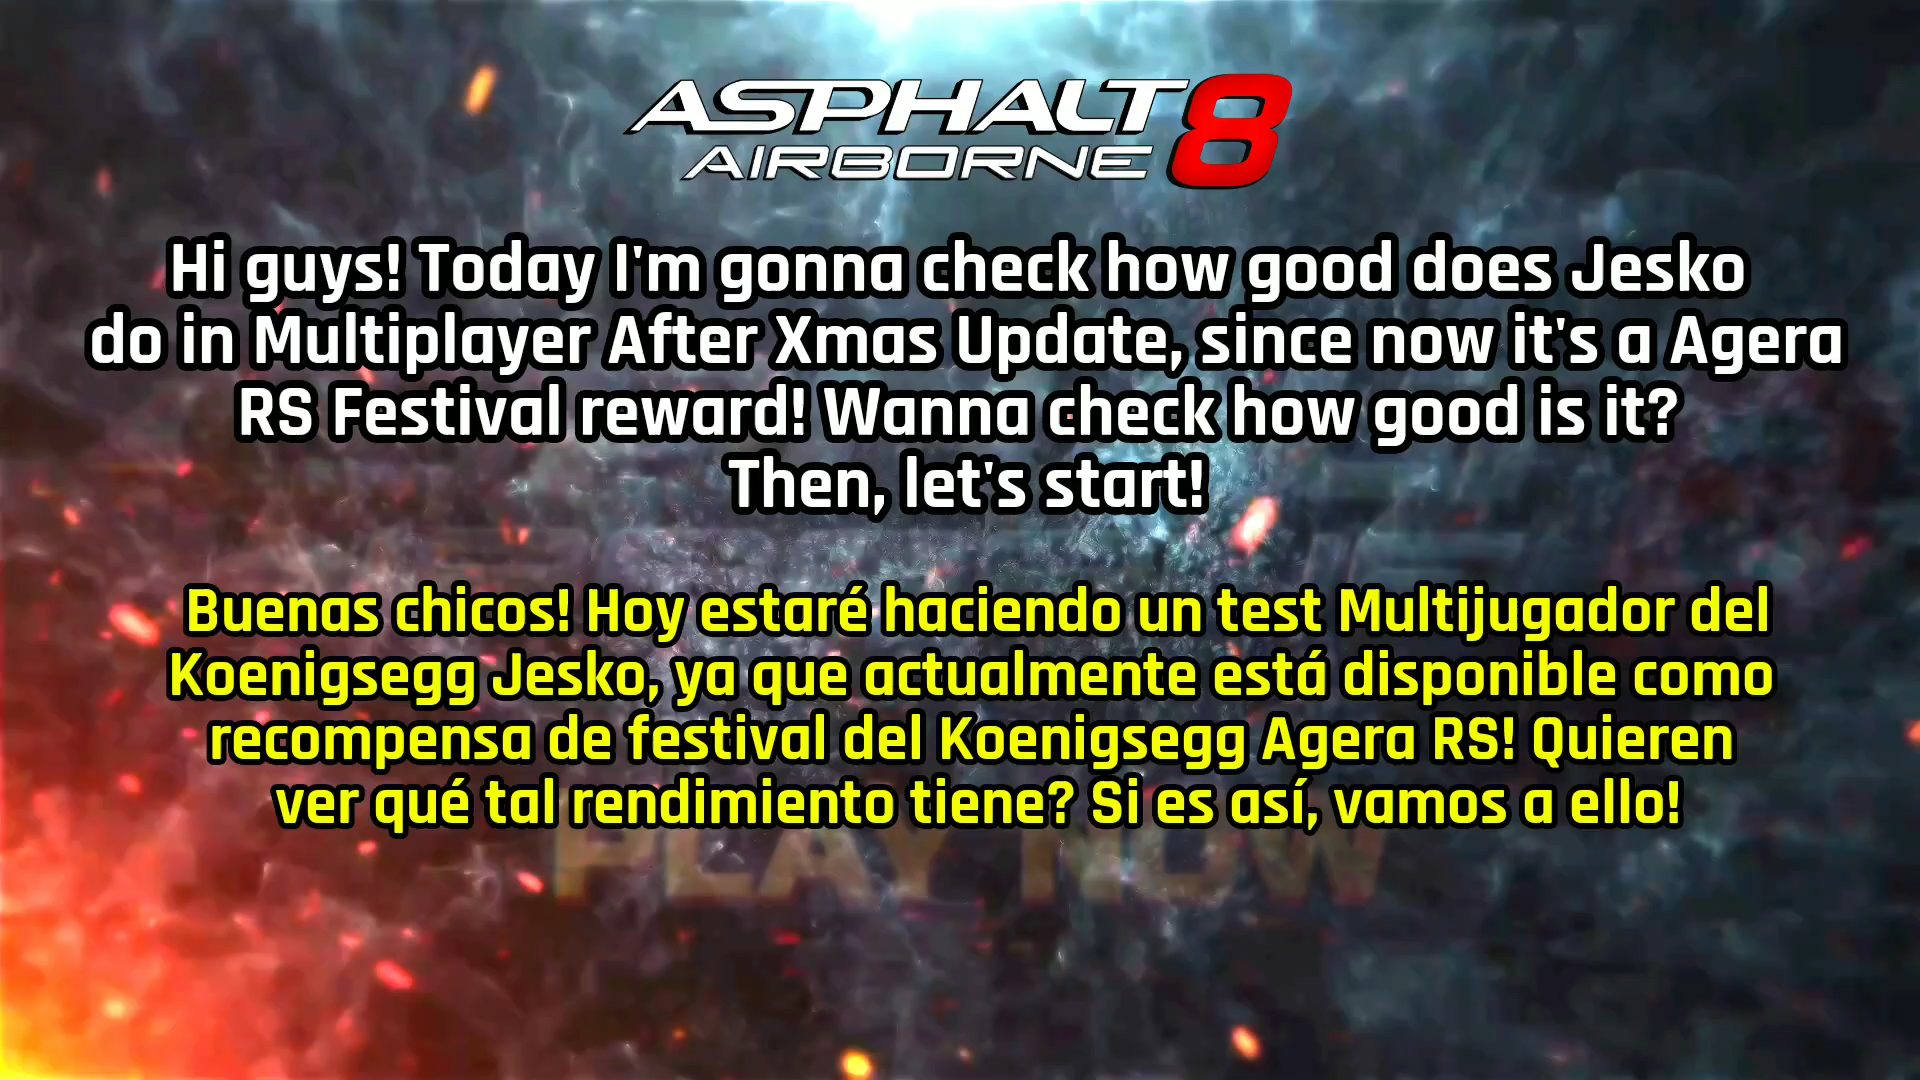 ASPHALT 8
AIRBORNE
Hi guys! Today I'm gonna check how good does Jesko
do in Multiplayer After Xmas Update, since now it's a Agera
RS Festival reward! Wanna check how good is it?
Then, let's start!
Buenas chicos! Hoy estaré haciendo un test Multijugador del
Koenigsegg Jesko, ya que actualmente está disponible como
recompensa de festival del Koenigsegg Agera RS! Quieren
ver qué tal rendimiento tiene? Si es así, vamos a ello!
PLAY NOW